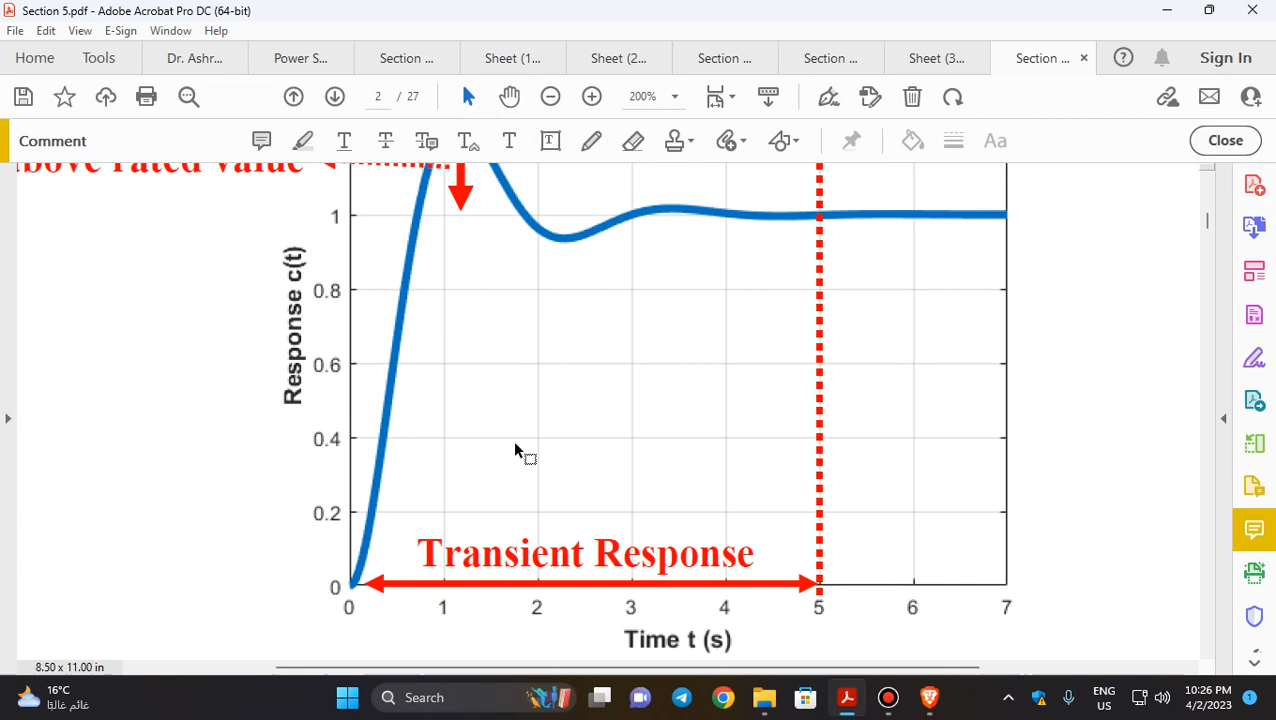 Section 5.pdf - Adobe Acrobat Pro DC (64-bit)
File Edit View E-Sign Window Help
Home Tools Dr. Ashr... Power S... Section ... Sheet (1... Sheet (2... Section ... Section ... Sheet (3... Section ... × Sign In
2 / 27 200%
Comment Close
bove rated value
1
0.8
0.6
0.4
0.2
0
Response c(t)
Transient Response
0 1 2 3 4 5 6 7
Time t (s)
8.50 x 11.00 in
16°C
غائم غالبًا
Search
ENG
US
10:26 PM
4/2/2023
1